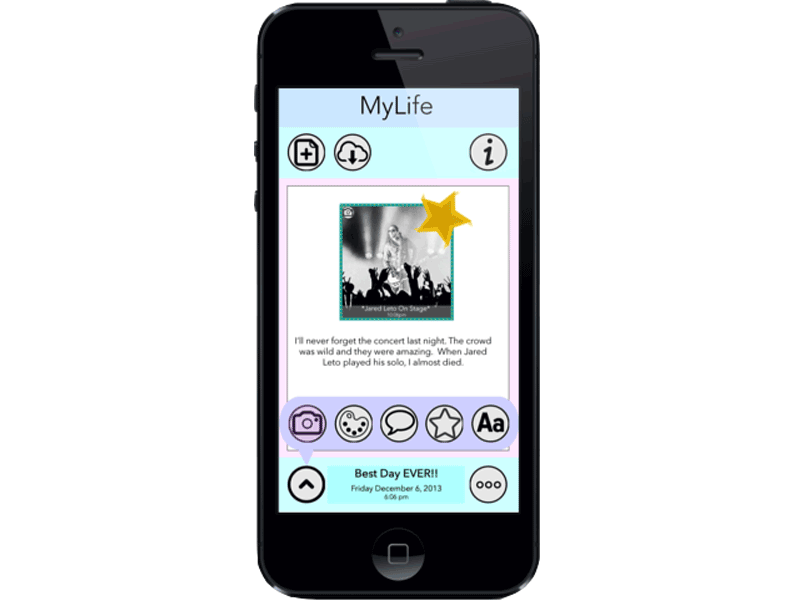 MyLife
*Jared Leto On Stage*
10:08pm
I'll never forget the concert last night. The crowd
was wild and they were amazing. When Jared
Leto played his solo, I almost died.
Aa
Best Day EVER!!
Friday December 6, 2013
6:06 pm